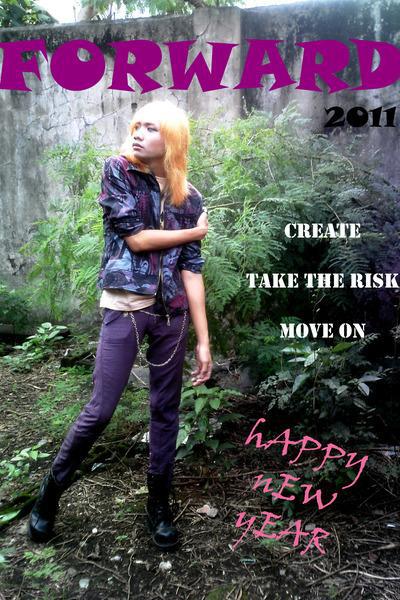 FORWARD
2011
CREATE
TAKE THE RISK
MOVE ON
hAPPY
NEW
YEAR